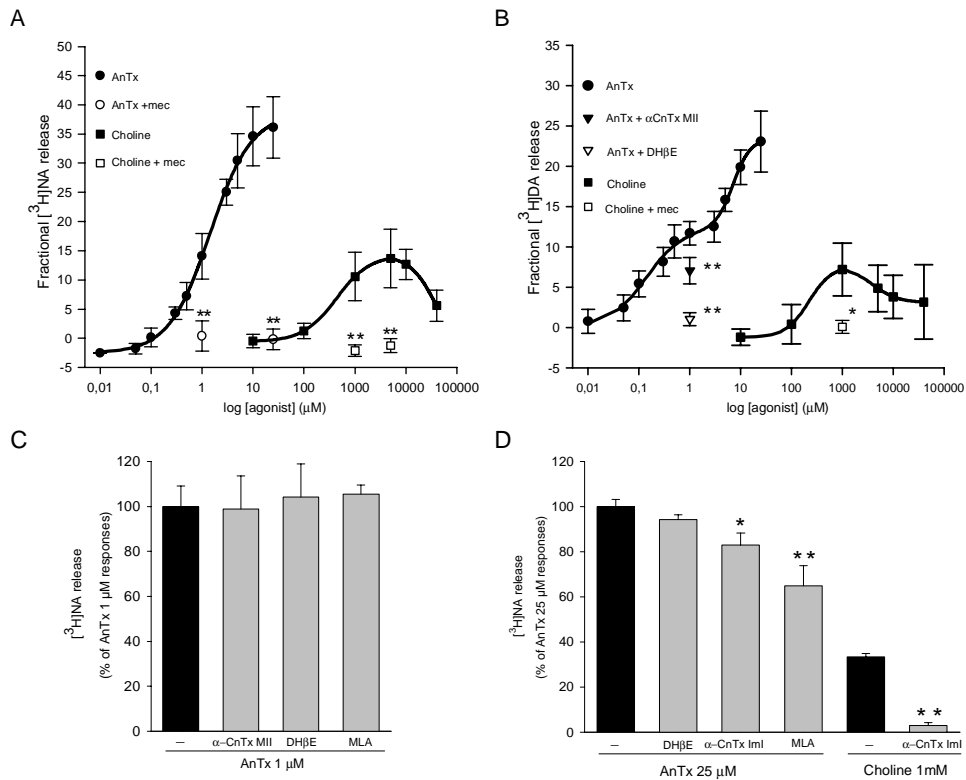 A
50
45
40
35
30
25
20
15
10
5
0
-5
Fractional [³H]NA release
AnTx
AnTx +mec
Choline
Choline + mec
**
**
**
**
0,01 0,1 1 10 100 1000 10000 100000
log [agonist] (μM)
B
35
30
25
20
15
10
5
0
-5
Fractional [³H]DA release
AnTx
AnTx + αCnTx MII
AnTx + DHβE
Choline
Choline + mec
**
**
*
0,01 0,1 1 10 100 1000 10000 100000
log [agonist] (μM)
C
120
100
80
60
40
20
0
[³H]NA release
(% of AnTx 1 μM responses)
– α–CnTx MII DHβE MLA
AnTx 1 μM
D
120
100
80
60
40
20
0
[³H]NA release
(% of AnTx 25 μM responses)
*
**
**
– DHβE α–CnTx ImI MLA – α–CnTx ImI
AnTx 25 μM Choline 1mM